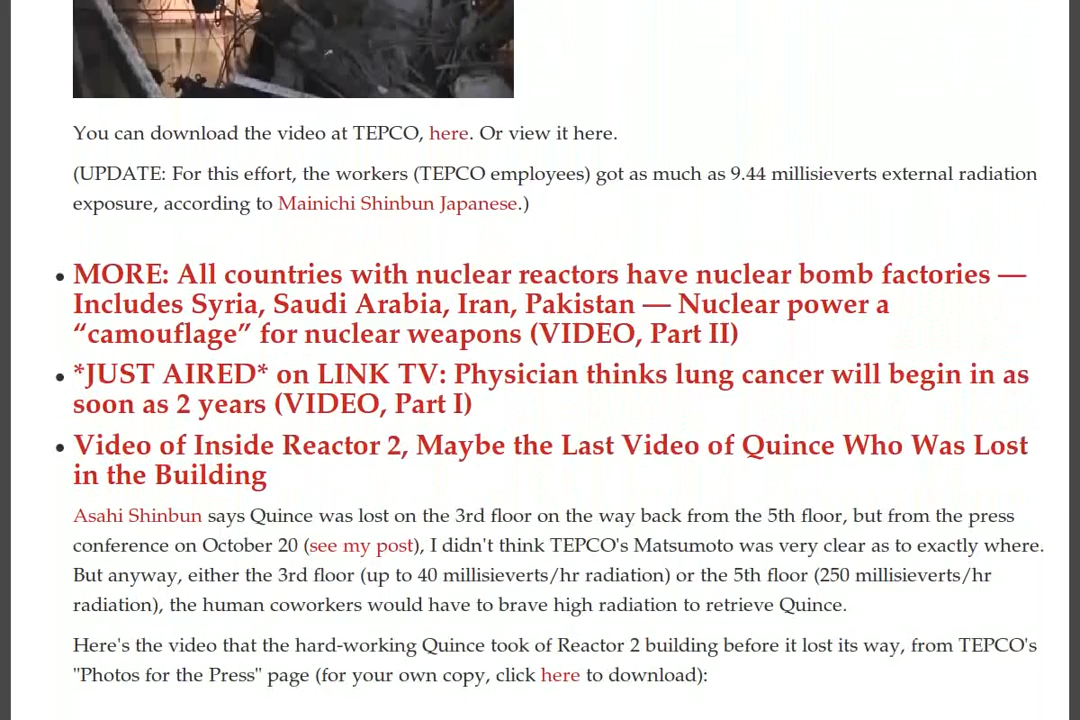 You can download the video at TEPCO, here. Or view it here.
(UPDATE: For this effort, the workers (TEPCO employees) got as much as 9.44 millisieverts external radiation
exposure, according to Mainichi Shinbun Japanese.)
MORE: All countries with nuclear reactors have nuclear bomb factories —
Includes Syria, Saudi Arabia, Iran, Pakistan — Nuclear power a
“camouflage” for nuclear weapons (VIDEO, Part II)
*JUST AIRED* on LINK TV: Physician thinks lung cancer will begin in as
soon as 2 years (VIDEO, Part I)
Video of Inside Reactor 2, Maybe the Last Video of Quince Who Was Lost
in the Building
Asahi Shinbun says Quince was lost on the 3rd floor on the way back from the 5th floor, but from the press
conference on October 20 (see my post), I didn't think TEPCO's Matsumoto was very clear as to exactly where.
But anyway, either the 3rd floor (up to 40 millisieverts/hr radiation) or the 5th floor (250 millisieverts/hr
radiation), the human coworkers would have to brave high radiation to retrieve Quince.
Here's the video that the hard-working Quince took of Reactor 2 building before it lost its way, from TEPCO's
"Photos for the Press" page (for your own copy, click here to download):